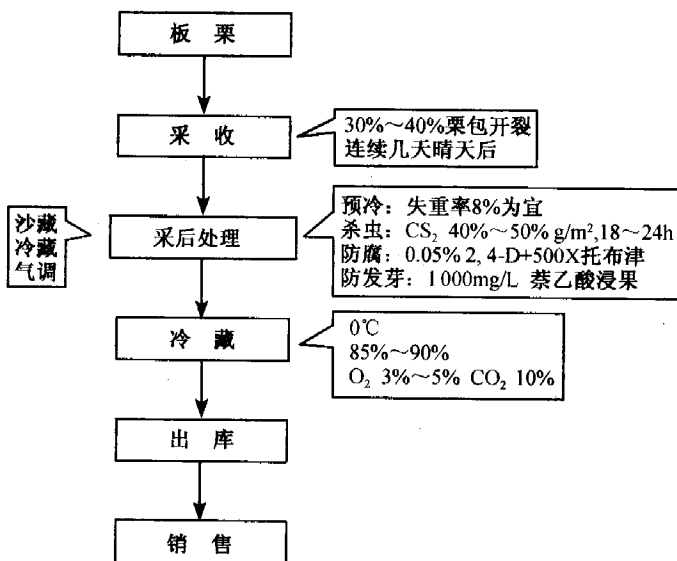 板 栗
采 收
30%～40%栗包开裂
连续几天晴天后
沙藏
冷藏
气调
采后处理
预冷：失重率8%为宜
杀虫：CS₂ 40%～50% g/m²,18～24h
防腐：0.05% 2, 4-D+500X托布津
防发芽：1 000mg/L 萘乙酸浸果
冷 藏
0℃
85%～90%
O₂ 3%～5% CO₂ 10%
出 库
销 售